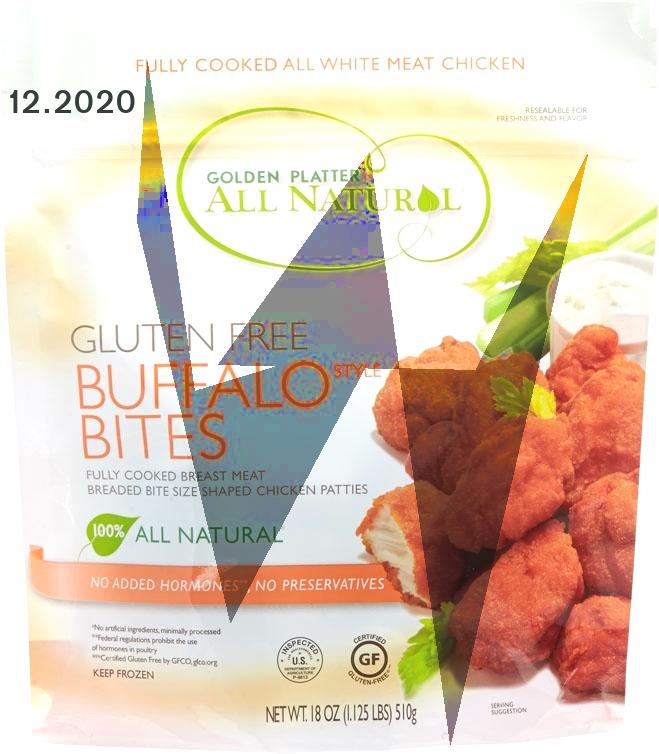 FULLY COOKED ALL WHITE MEAT CHICKEN
12.2020
RESEALABLE FOR
FRESHNESS AND FLAVOR
GOLDEN PLATTER
ALL NATURAL
GLUTEN FREE
BUFFALO STYLE
BITES
FULLY COOKED BREAST MEAT
BREADED BITE SIZE SHAPED CHICKEN PATTIES
100% ALL NATURAL*
NO ADDED HORMONES**, NO PRESERVATIVES
*No artificial ingredients, minimally processed
**Federal regulations prohibit the use
of hormones in poultry
***Certified Gluten Free by GFCO, gfco.org
KEEP FROZEN
INSPECTED
U.S.
DEPARTMENT OF
AGRICULTURE
CERTIFIED
GF
GLUTEN-FREE
NET WT. 18 OZ (1.125 LBS) 510g
SERVING
SUGGESTION